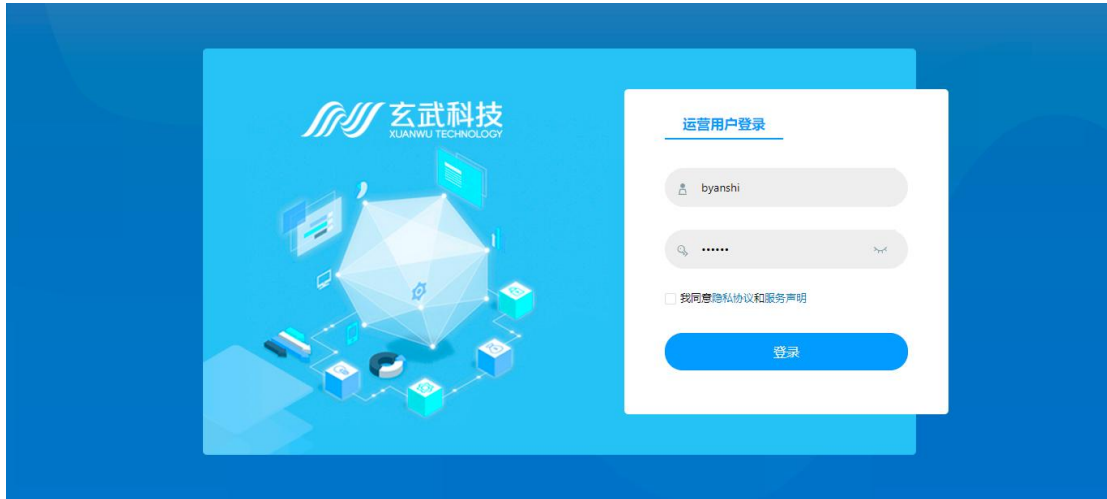 玄武科技
XUANWU TECHNOLOGY
运营用户登录
byanshi
••••••
我同意隐私协议和服务声明
登录